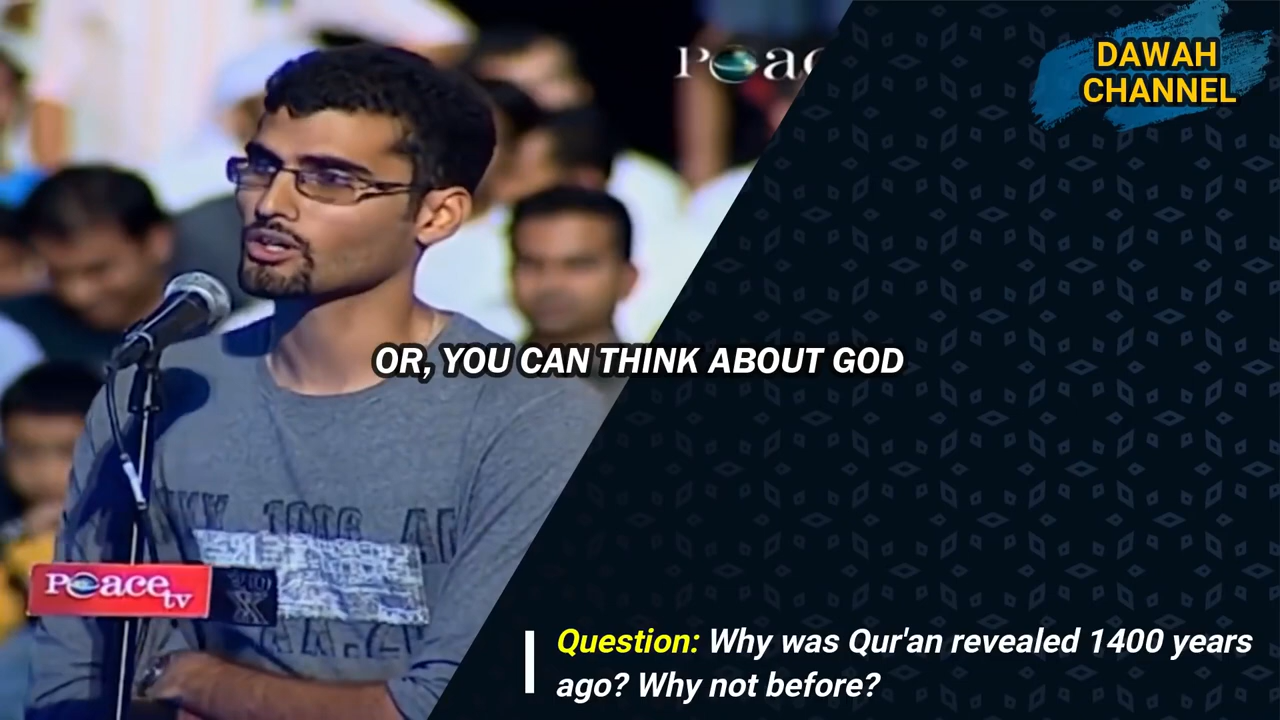 Peac
DAWAH
CHANNEL
OR, YOU CAN THINK ABOUT GOD
Peace tv
Question: Why was Qur'an revealed 1400 years
ago? Why not before?